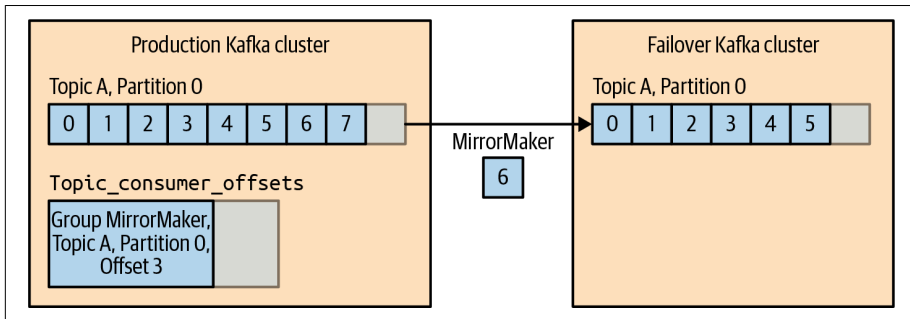 Production Kafka cluster
Topic A, Partition 0
0 1 2 3 4 5 6 7
Topic_consumer_offsets
Group MirrorMaker,
Topic A, Partition 0,
Offset 3
MirrorMaker
6
Failover Kafka cluster
Topic A, Partition 0
0 1 2 3 4 5